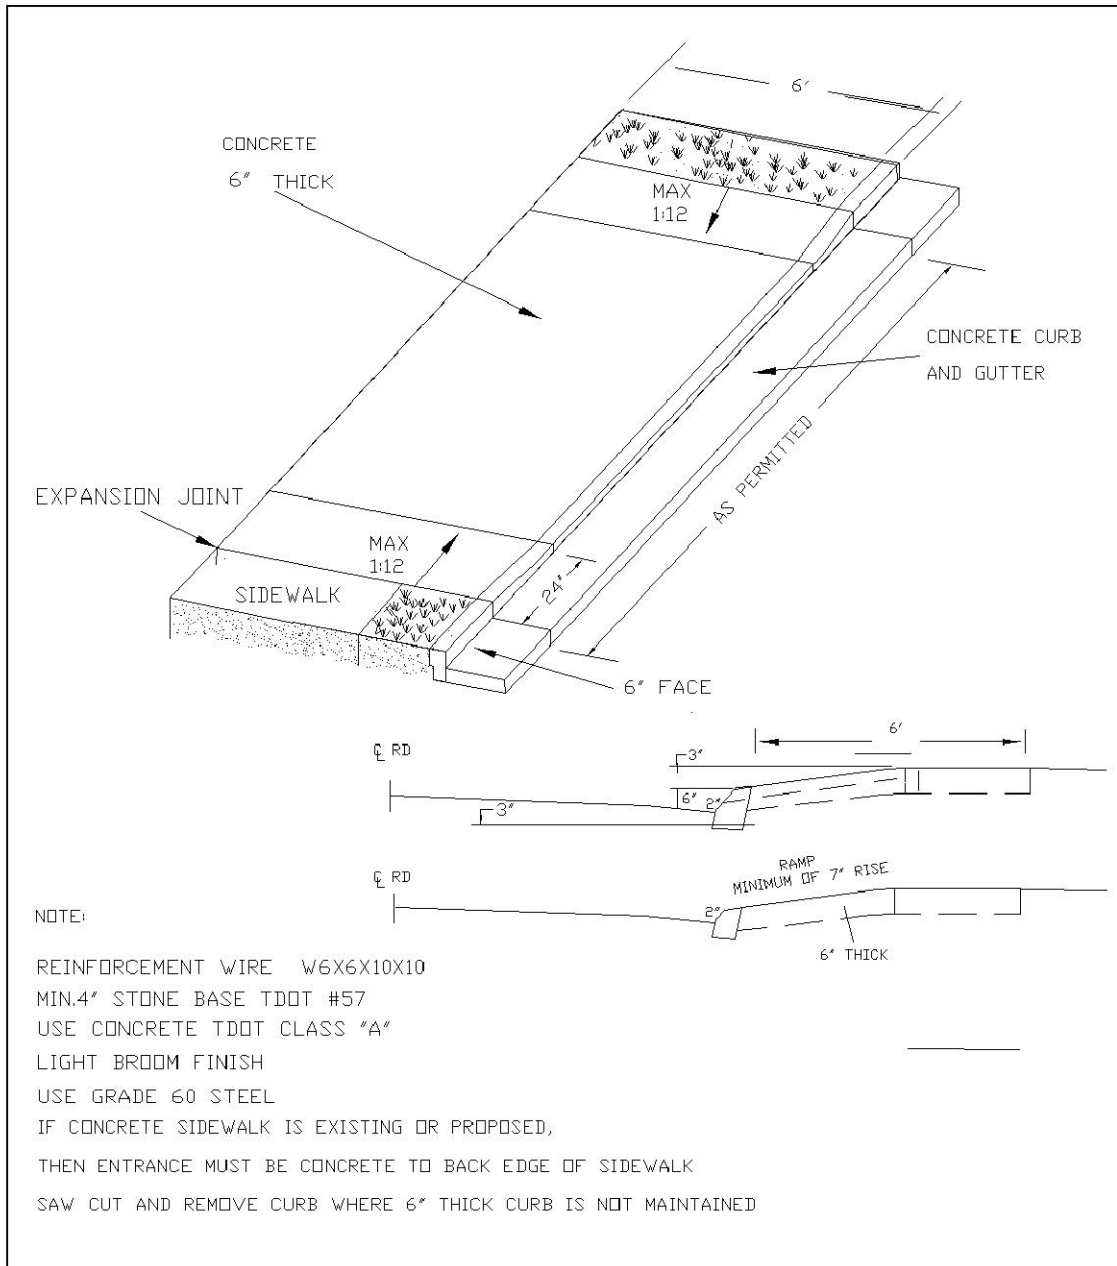 6'
CONCRETE
6" THICK
MAX
1:12
CONCRETE CURB
AND GUTTER
AS PERMITTED
EXPANSION JOINT
MAX
1:12
24"
SIDEWALK
6" FACE
6'
℄ RD
3"
6"
2"
3"
RAMP
MINIMUM OF 7" RISE
℄ RD
2"
6" THICK
NOTE:
REINFORCEMENT WIRE W6X6X10X10
MIN.4" STONE BASE TDOT #57
USE CONCRETE TDOT CLASS "A"
LIGHT BROOM FINISH
USE GRADE 60 STEEL
IF CONCRETE SIDEWALK IS EXISTING OR PROPOSED,
THEN ENTRANCE MUST BE CONCRETE TO BACK EDGE OF SIDEWALK
SAW CUT AND REMOVE CURB WHERE 6" THICK CURB IS NOT MAINTAINED